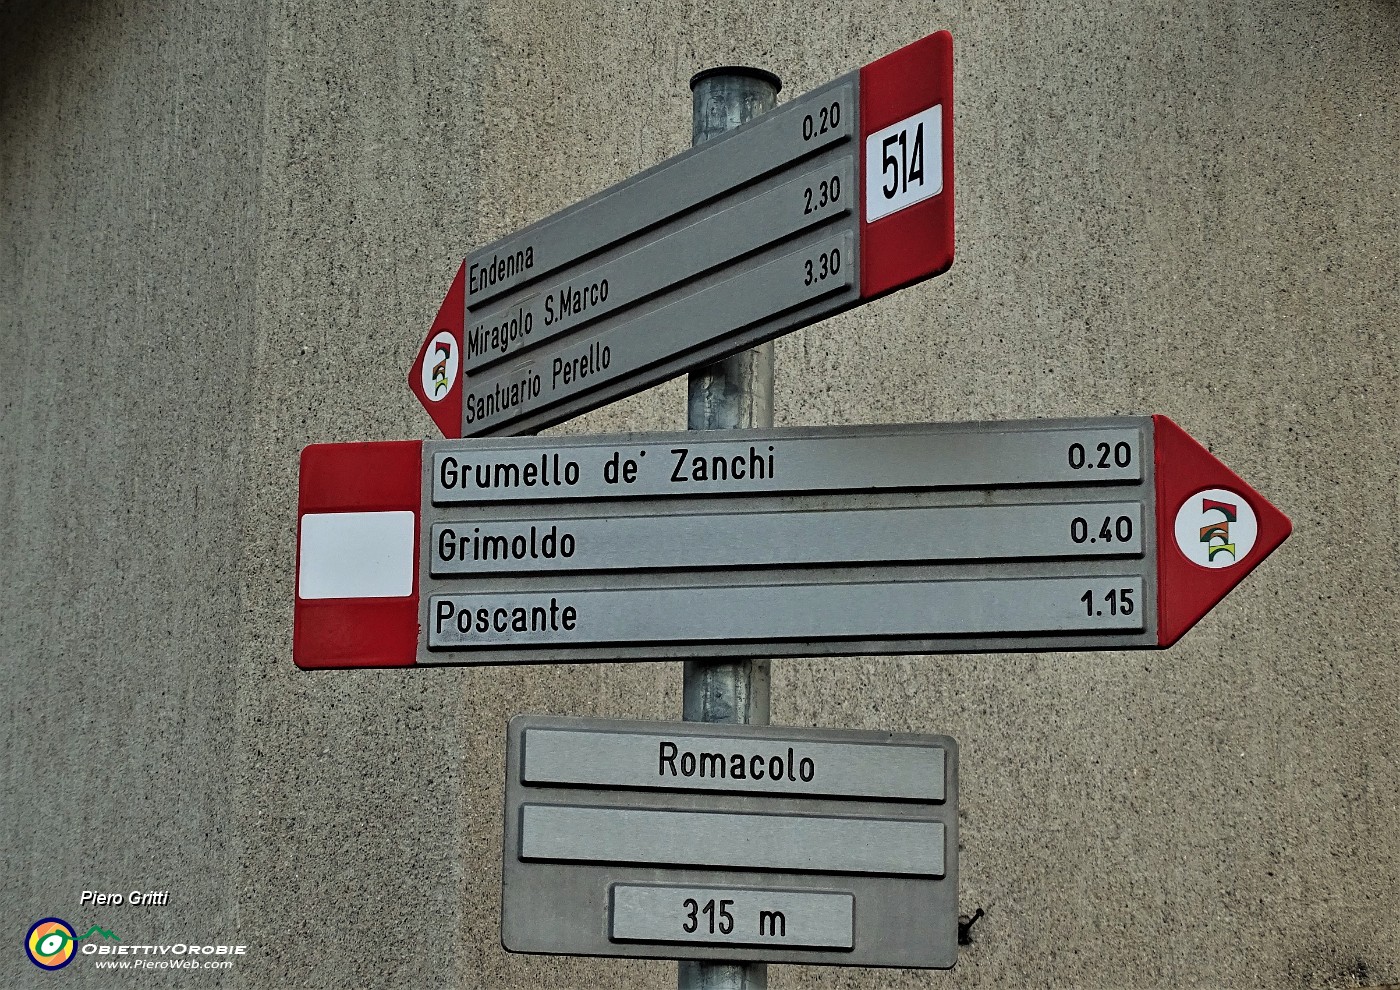 Endenna 0.20
Miragolo S.Marco 2.30
Santuario Perello 3.30
514
Grumello de' Zanchi 0.20
Grimoldo 0.40
Poscante 1.15
Romacolo
315 m
Piero Gritti
ObiettivOrobie
www.PieroWeb.com